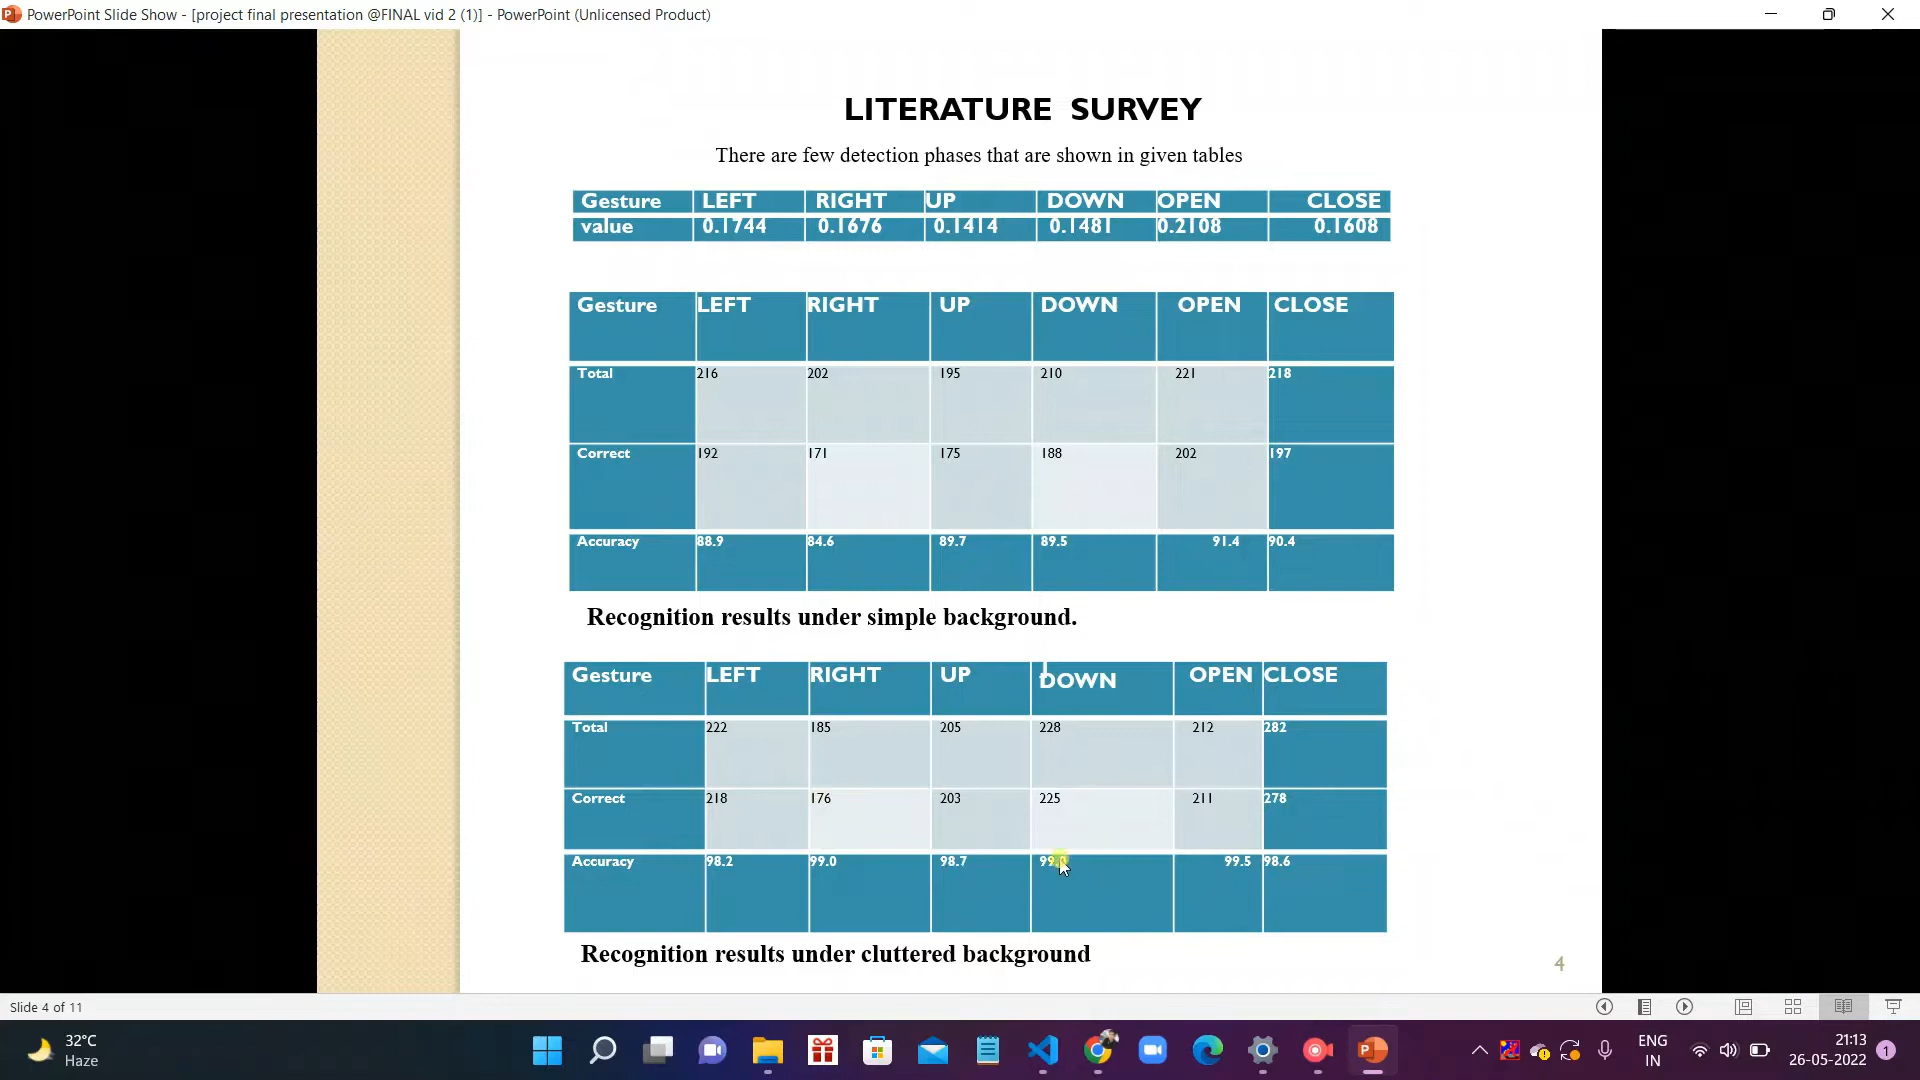 PowerPoint Slide Show - [project final presentation @FINAL vid 2 (1)] - PowerPoint (Unlicensed Product)
LITERATURE SURVEY
There are few detection phases that are shown in given tables
Gesture LEFT RIGHT UP DOWN OPEN CLOSE
value 0.1744 0.1676 0.1414 0.1481 0.2108 0.1608
Gesture LEFT RIGHT UP DOWN OPEN CLOSE
Total 216 202 195 210 221 218
Correct 192 171 175 188 202 197
Accuracy 88.9 84.6 89.7 89.5 91.4 90.4
Recognition results under simple background.
Gesture LEFT RIGHT UP DOWN OPEN CLOSE
Total 222 185 205 228 212 282
Correct 218 176 203 225 211 278
Accuracy 98.2 99.0 98.7 99.5 98.6
Recognition results under cluttered background
4
Slide 4 of 11
32°C
Haze
ENG
IN
21:13
26-05-2022
1